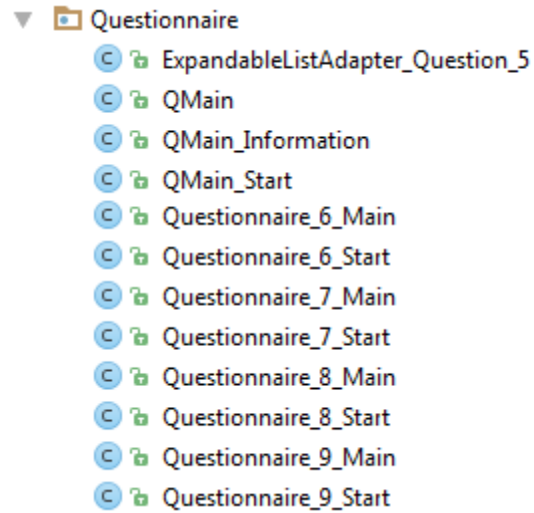 Questionnaire
C ExpandableListAdapter_Question_5
C QMain
C QMain_Information
C QMain_Start
C Questionnaire_6_Main
C Questionnaire_6_Start
C Questionnaire_7_Main
C Questionnaire_7_Start
C Questionnaire_8_Main
C Questionnaire_8_Start
C Questionnaire_9_Main
C Questionnaire_9_Start